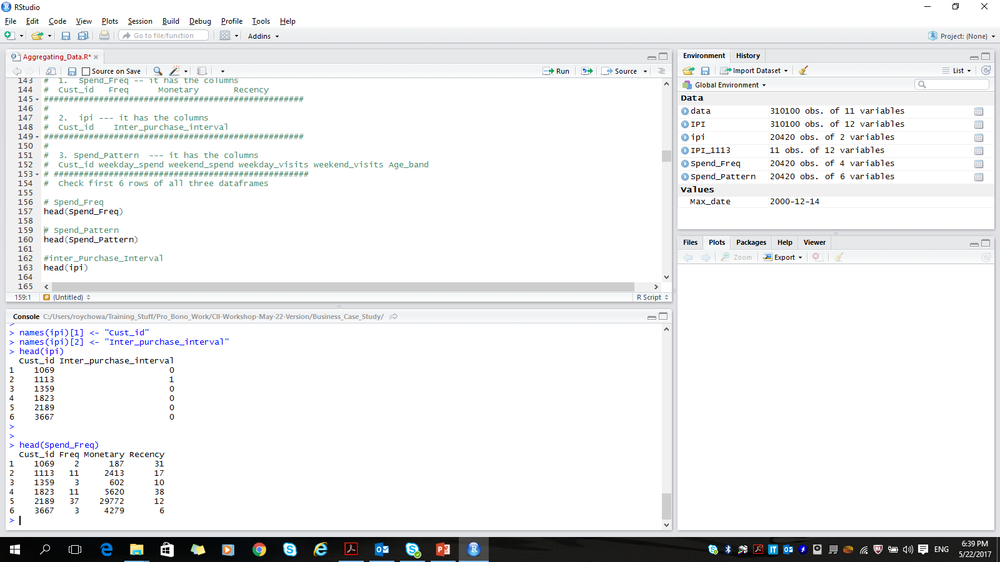 RStudio
File Edit Code View Plots Session Build Debug Profile Tools Help
Go to file/function Addins Project: (None)
Aggregating_Data.R*
Source on Save Run Source
143 #  1.  Spend_Freq -- it has the columns
144 #  Cust_id   Freq      Monetary       Recency
145 ####################################################
146 #
147 #  2.  ipi --- it has the columns
148 #  Cust_id    Inter_purchase_interval
149 ####################################################
150 #
151 #  3. Spend_Pattern  --- it has the columns
152 #  Cust_id weekday_spend weekend_spend weekday_visits weekend_visits Age_band
153 # ###################################################
154 #  Check first 6 rows of all three dataframes
155
156 # Spend_Freq
157 head(Spend_Freq)
158
159 # Spend_Pattern
160 head(Spend_Pattern)
161
162 #inter_Purchase_Interval
163 head(ipi)
164
165
159:1 # (Untitled) R Script
Console C:/Users/roychowa/Training_Stuff/Pro_Bono_Work/CII-Workshop-May-22-Version/Business_Case_Study/
>
> names(ipi)[1] <- "Cust_id"
> names(ipi)[2] <- "Inter_purchase_interval"
> head(ipi)
  Cust_id Inter_purchase_interval
1    1069                       0
2    1113                       1
3    1359                       0
4    1823                       0
5    2189                       0
6    3667                       0
>
>
> head(Spend_Freq)
  Cust_id Freq Monetary Recency
1    1069    2      187      31
2    1113   11     2413      17
3    1359    3      602      10
4    1823   11     5620      38
5    2189   37    29772      12
6    3667    3     4279       6
>
Environment History
Import Dataset List
Global Environment
Data
data 310100 obs. of 11 variables
IPI 310100 obs. of 12 variables
ipi 20420 obs. of 2 variables
IPI_1113 11 obs. of 12 variables
Spend_Freq 20420 obs. of 4 variables
Spend_Pattern 20420 obs. of 6 variables
Values
Max_date 2000-12-14
Files Plots Packages Help Viewer
Zoom Export
ENG
6:39 PM
5/22/2017